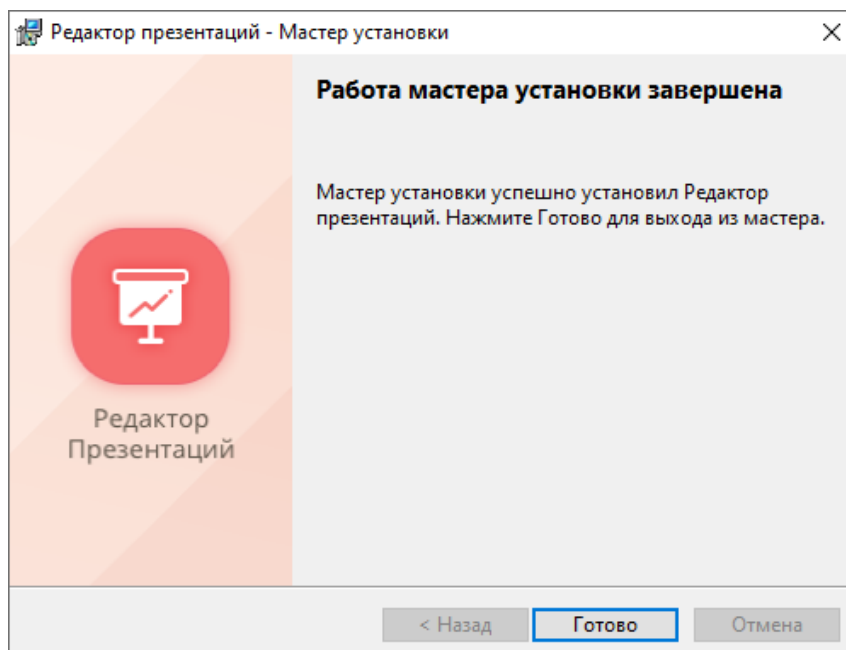 Редактор презентаций - Мастер установки
Работа мастера установки завершена
Мастер установки успешно установил Редактор
презентаций. Нажмите Готово для выхода из мастера.
Редактор
Презентаций
< Назад
Готово
Отмена